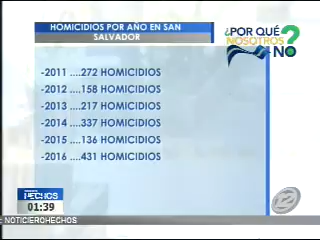 HOMICIDIOS POR AÑO EN SAN
SALVADOR
¿POR QUÉ
NOSOTROS
NO?
-2011 ....272 HOMICIDIOS
-2012 ....158 HOMICIDIOS
-2013 ....217 HOMICIDIOS
-2014 ....337 HOMICIDIOS
-2015 ....136 HOMICIDIOS
-2016 ....431 HOMICIDIOS
HECHOS
01:39
12
E NOTICIEROHECHOS